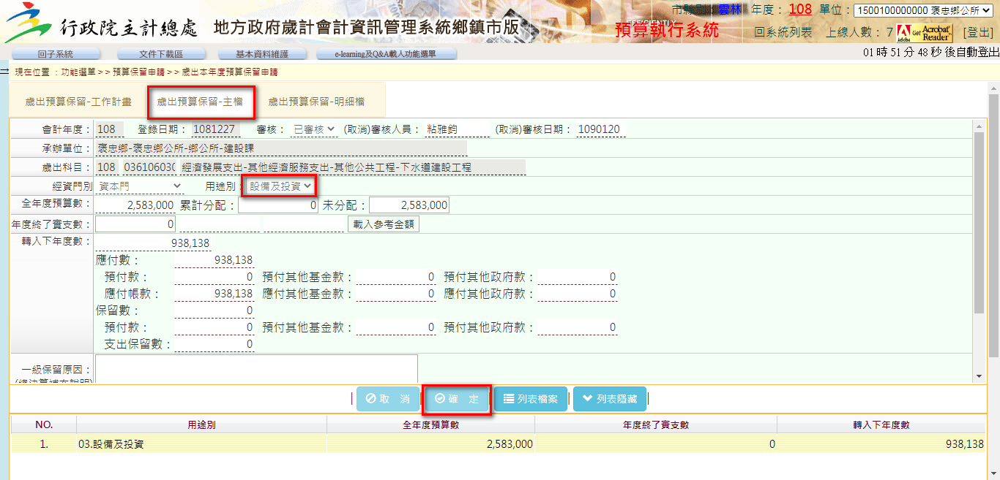 行政院主計總處 地方政府歲計會計資訊管理系統鄉鎮市版
市縣別：雲林 年度： 108 單位： 1500100000000 褒忠鄉公所
預算執行系統 回系統列表 上線人數： 7 Get Acrobat Reader Adobe [登出]
回子系統 文件下載區 基本資料維護 e-learning及Q&A載入功能選單 01 時 51 分 48 秒 後自動登出
現在位置 ：功能選單>>預算保留申請>>歲出本年度預算保留申請
歲出預算保留-工作計畫 歲出預算保留-主檔 歲出預算保留-明細檔
會計年度： 108 登錄日期： 1081227 審核： 已審核 (取消)審核人員： 粘雅鈞 (取消)審核日期： 1090120
承辦單位： 褒忠鄉-褒忠鄉公所-鄉公所-建設課
歲出科目： 108 036106030 經濟發展支出-其他經濟服務支出-其他公共工程-下水道建設工程
經資門別 資本門 用途別： 設備及投資
全年度預算數： 2,583,000 累計分配： 0 未分配： 2,583,000
年度終了實支數： 0 載入參考金額
轉入下年度數： 938,138
應付數： 938,138
預付款： 0 預付其他基金款： 0 預付其他政府款： 0
應付帳款： 938,138 應付其他基金款： 0 應付其他政府款： 0
保留數： 0
預付款： 0 預付其他基金款： 0 預付其他政府款： 0
支出保留數： 0
一級保留原因：
取 消 確 定 列表檔案 列表隱藏
NO. 用途別 全年度預算數 年度終了實支數 轉入下年度數
1. 03.設備及投資 2,583,000 0 938,138